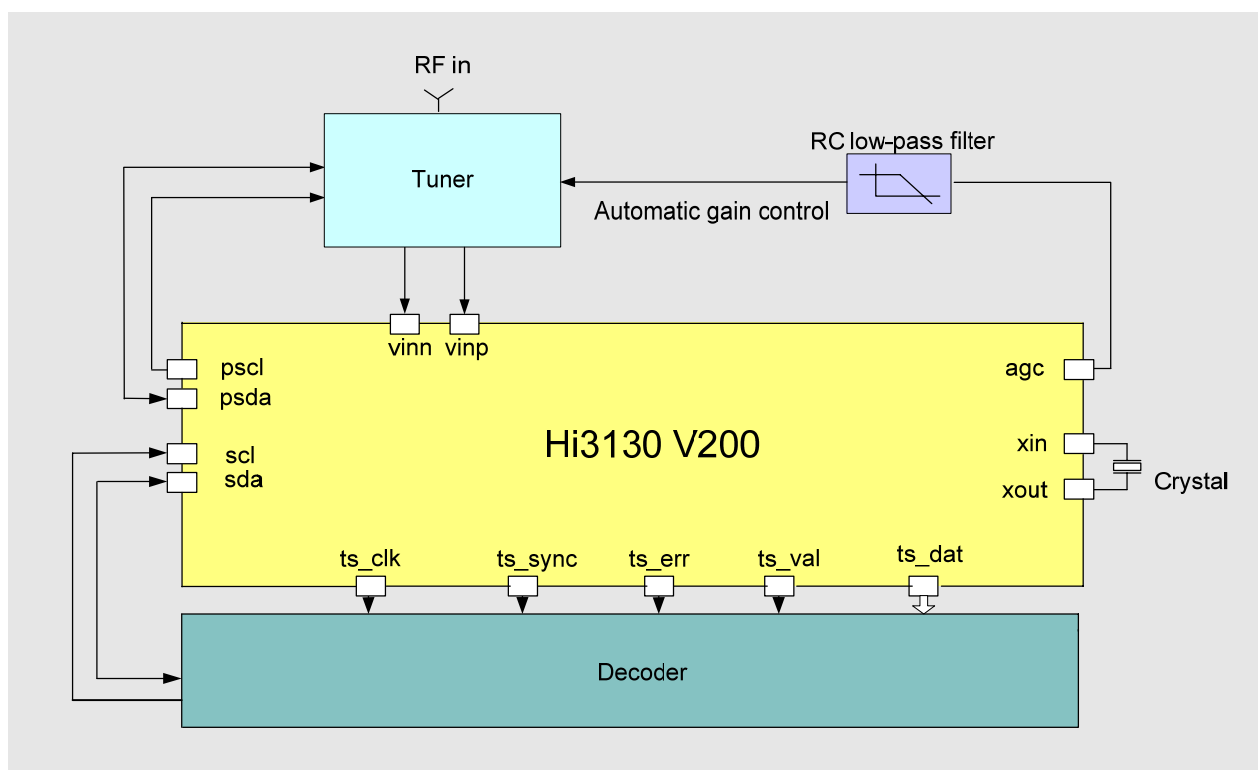 RF in
RC low-pass filter
Tuner
Automatic gain control
vinn
vinp
pscl
psda
scl
sda
agc
xin
xout
Crystal
Hi3130 V200
ts_clk
ts_sync
ts_err
ts_val
ts_dat
Decoder